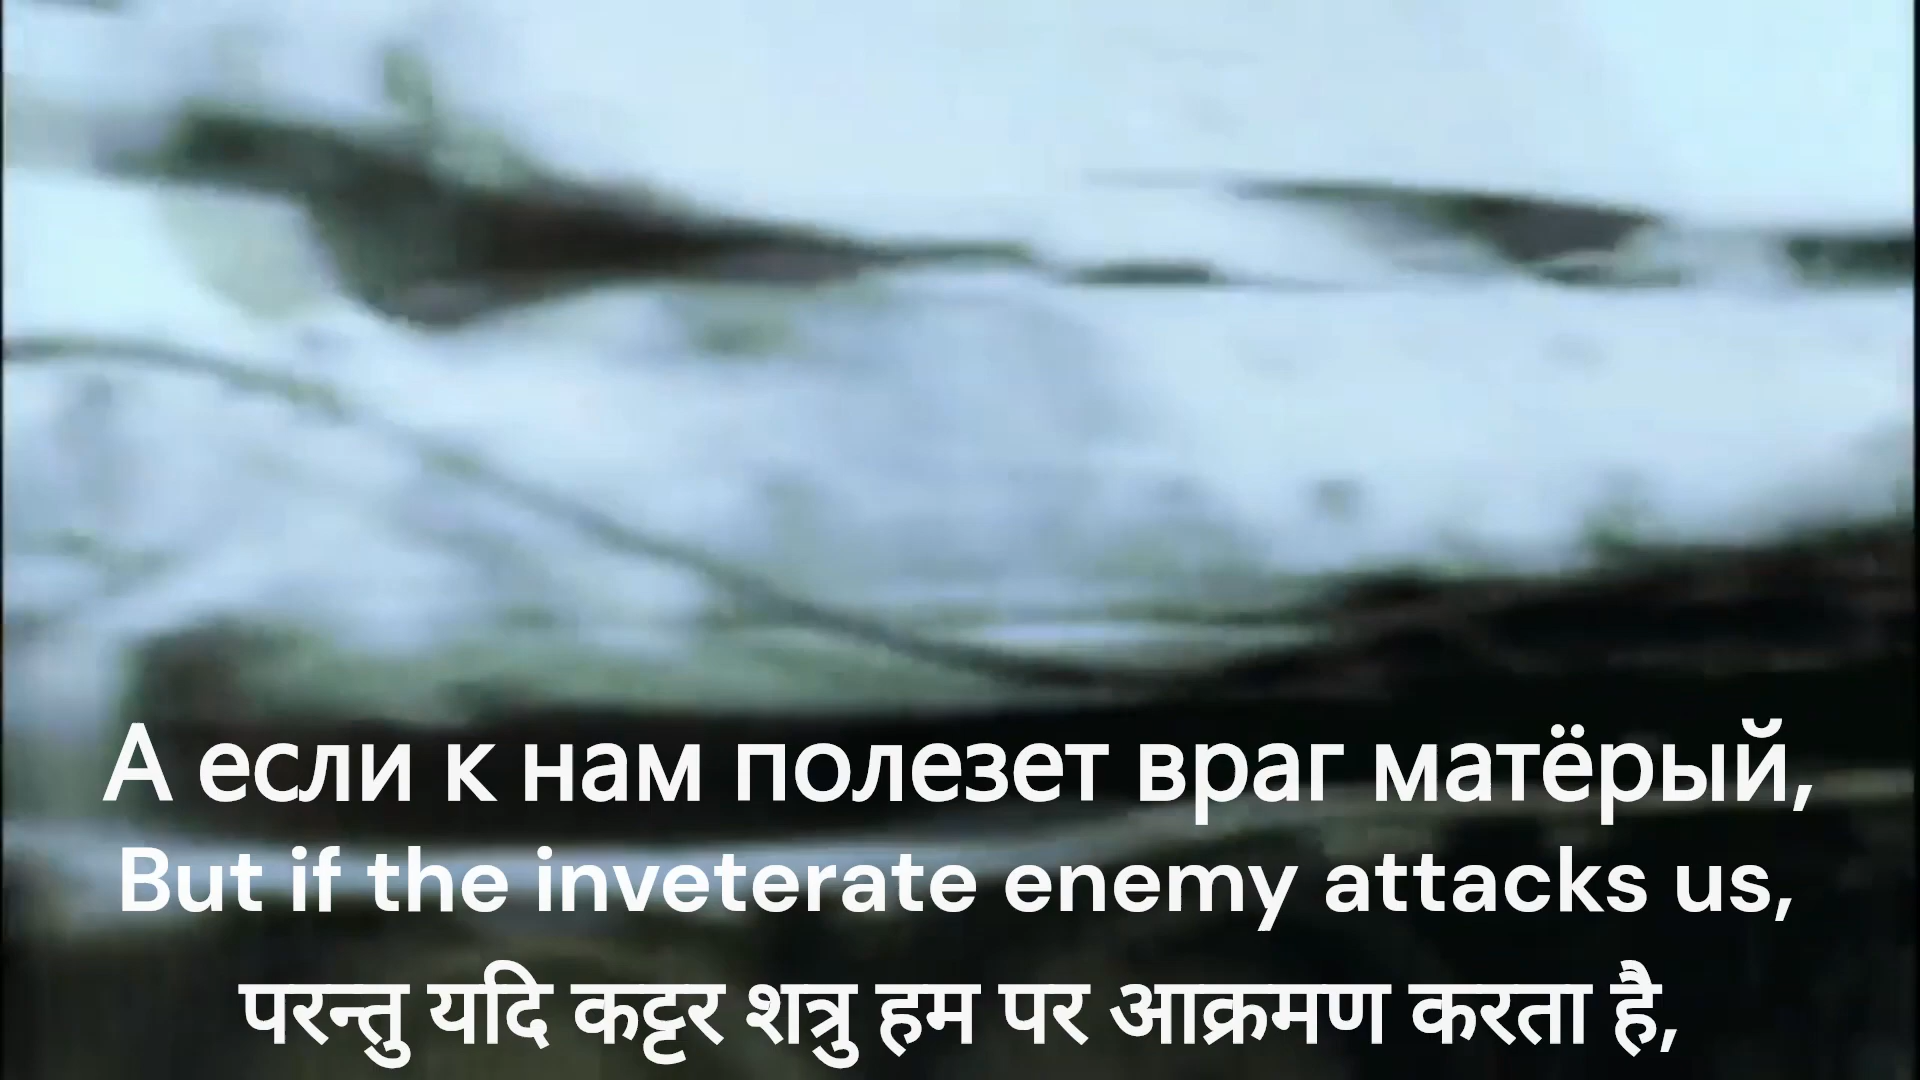 А если к нам полезет враг матёрый,
But if the inveterate enemy attacks us,
परन्तु यदि कट्टर शत्रु हम पर आक्रमण करता है,